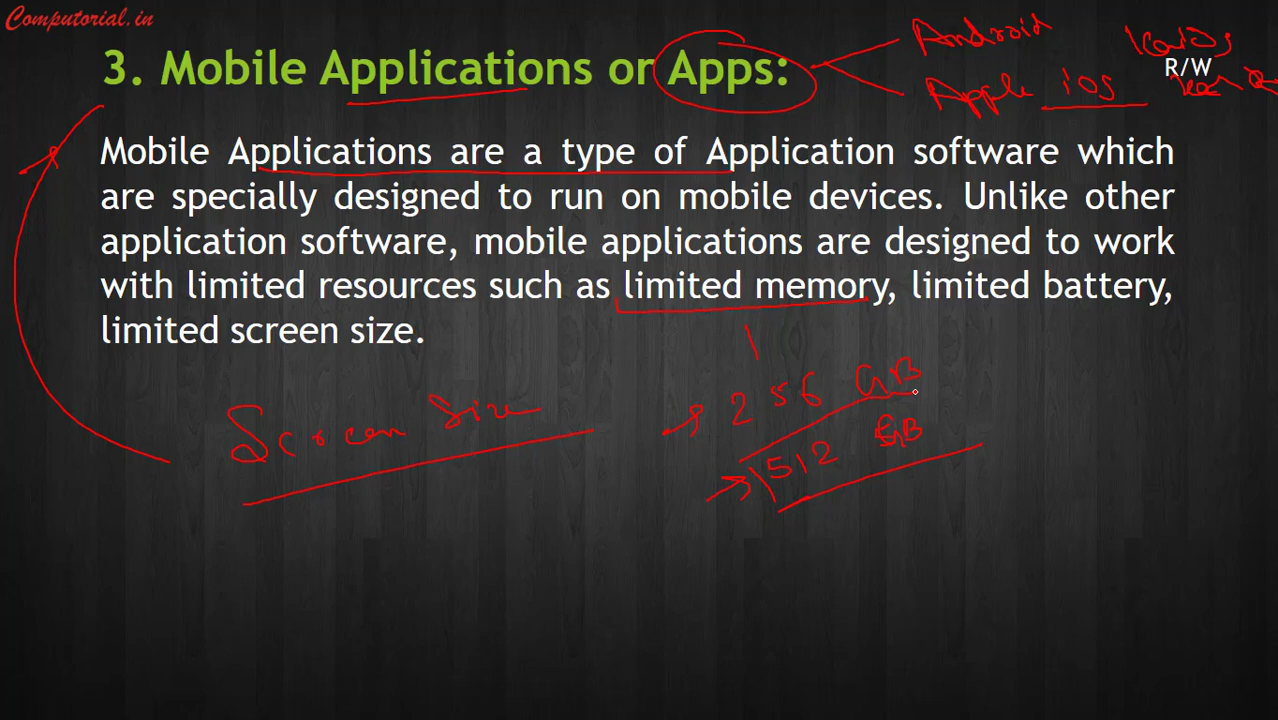 Computorial.in
3. Mobile Applications or Apps:
Android
Apple ios
KaiOs
R/W
Mobile Applications are a type of Application software which
are specially designed to run on mobile devices. Unlike other
application software, mobile applications are designed to work
with limited resources such as limited memory, limited battery,
limited screen size.
Screen Size
256 GB
512 GB